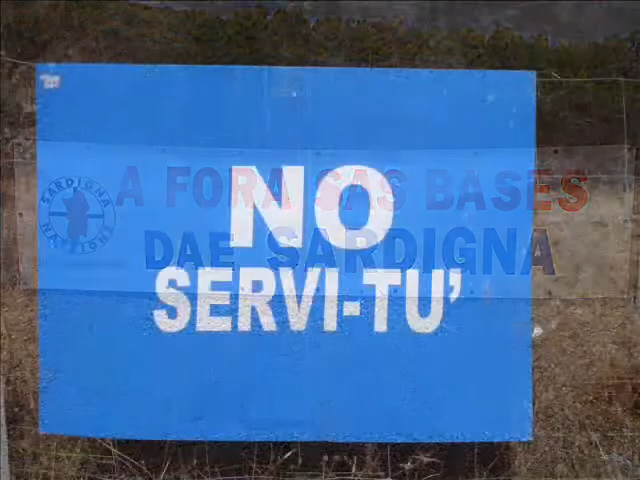 SARDIGNA
NATZIONE
A FORA SAS BASES
DAE SARDIGNA
NO
SERVI-TU'